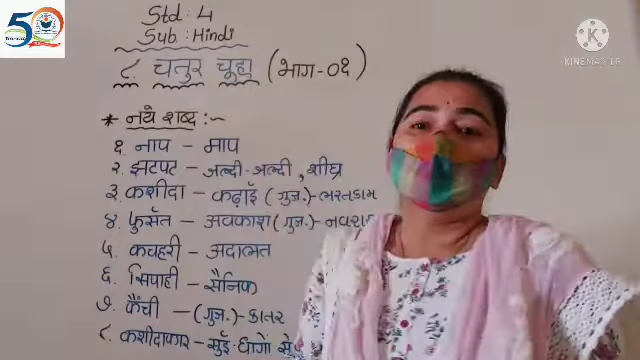 50
Std : 4
Sub : Hindi
८. चतुर चूहा (भाग-०१)
* नये शब्द :~
१. नाप - माप
२. झटपट - जल्दी-जल्दी, शीघ्र
३. कशीदा - कढ़ाई (गुज.)-भरतकाम
४. फुर्सत - अवकाश (गुज.)-
५. कचहरी - अदालत
६. सिपाही - सैनिक
७. कैंची - (गुज.)-कातर
८. कशीदाकार - सुई-धागों से
KINEMASTER